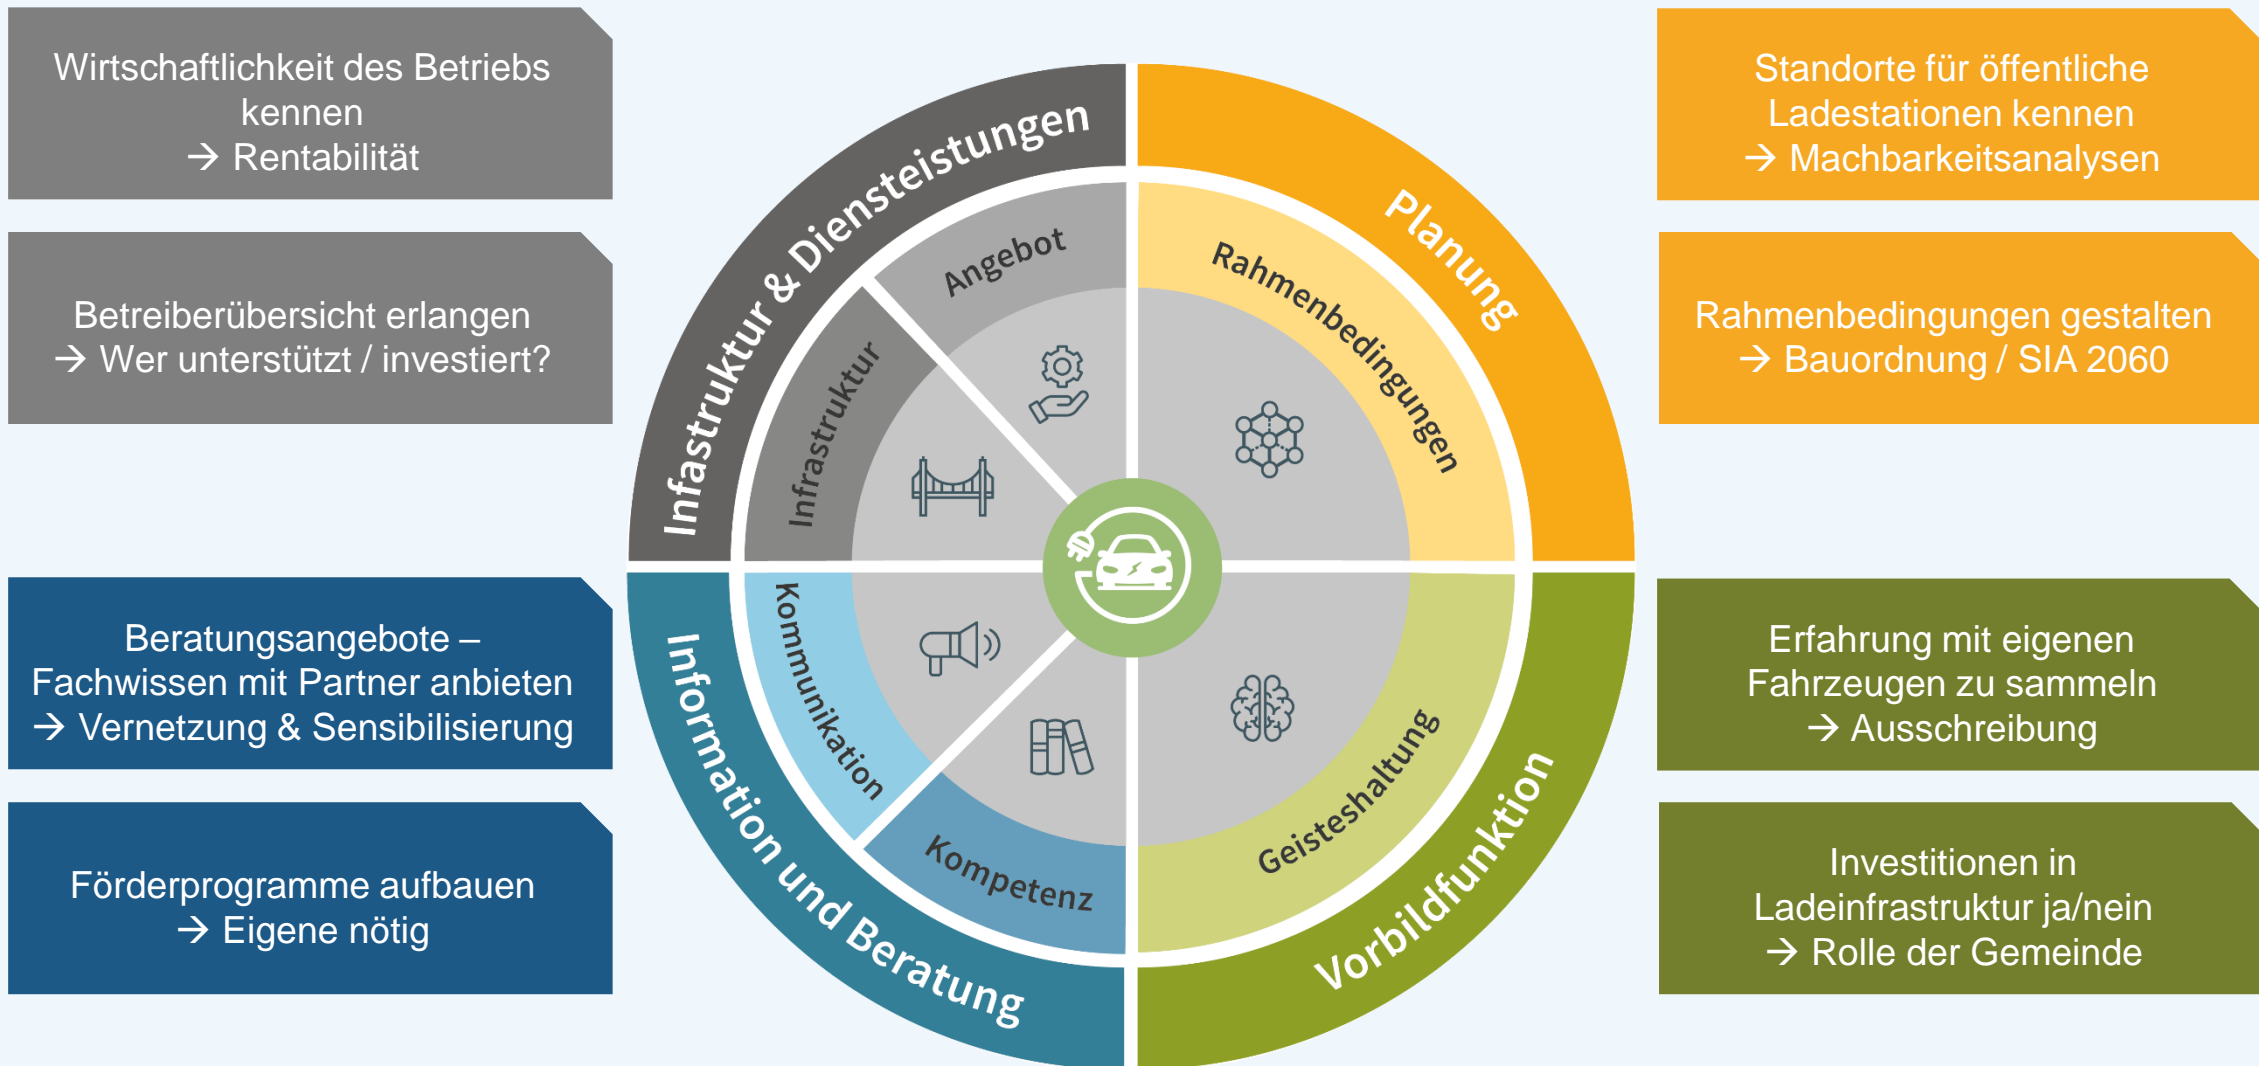 Wirtschaftlichkeit des Betriebs
kennen
→ Rentabilität
Betreiberübersicht erlangen
→ Wer unterstützt / investiert?
Beratungsangebote –
Fachwissen mit Partner anbieten
→ Vernetzung & Sensibilisierung
Förderprogramme aufbauen
→ Eigene nötig
Infastruktur & Diensteistungen
Angebot
Infrastruktur
Planung
Rahmenbedingungen
Kommunikation
Kompetenz
Information und Beratung
Geisteshaltung
Vorbildfunktion
Standorte für öffentliche
Ladestationen kennen
→ Machbarkeitsanalysen
Rahmenbedingungen gestalten
→ Bauordnung / SIA 2060
Erfahrung mit eigenen
Fahrzeugen zu sammeln
→ Ausschreibung
Investitionen in
Ladeinfrastruktur ja/nein
→ Rolle der Gemeinde